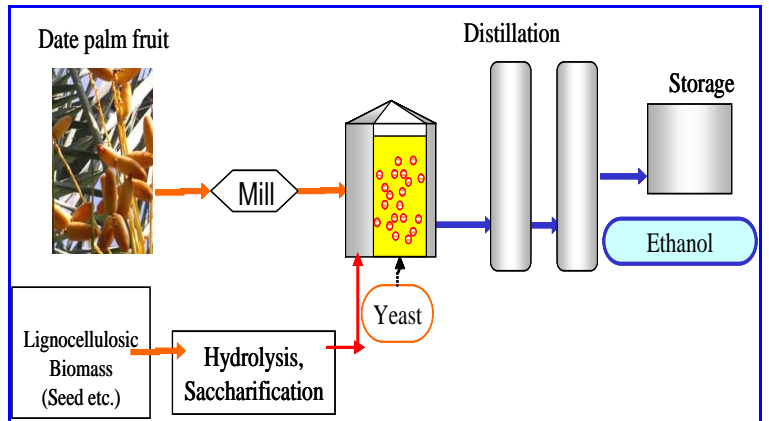 Date palm fruit
Distillation
Storage
Mill
Ethanol
Yeast
Lignocellulosic
Biomass
(Seed etc.)
Hydrolysis,
Saccharification